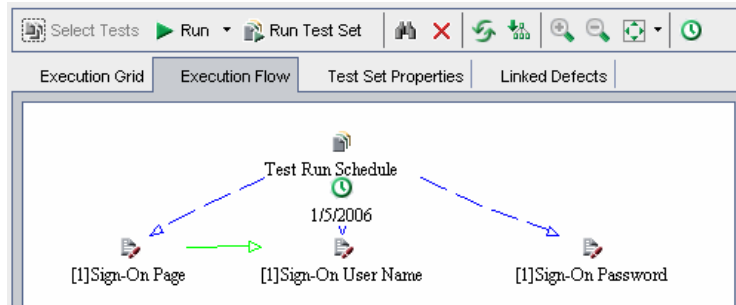 Select Tests Run Run Test Set
Execution Grid Execution Flow Test Set Properties Linked Defects
Test Run Schedule
1/5/2006
[1]Sign-On Page [1]Sign-On User Name [1]Sign-On Password